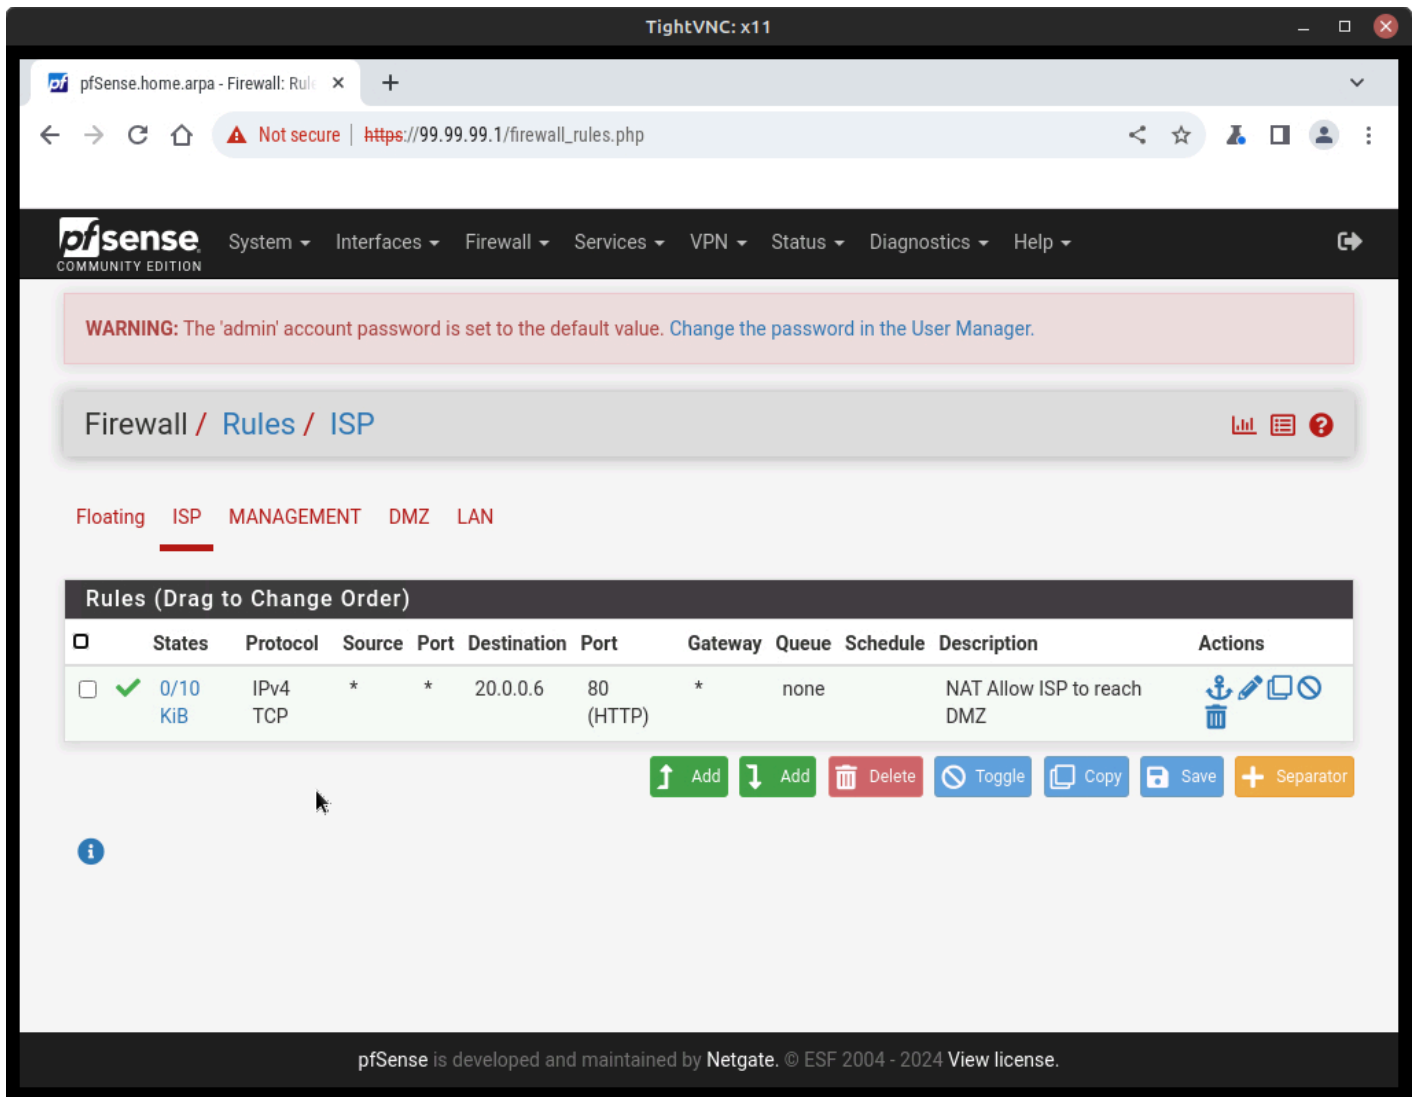 TightVNC: x11
pfSense.home.arpa - Firewall: Rul
Not secure https://99.99.99.1/firewall_rules.php
pfsense
COMMUNITY EDITION
System Interfaces Firewall Services VPN Status Diagnostics Help
WARNING: The 'admin' account password is set to the default value. Change the password in the User Manager.
Firewall / Rules / ISP
Floating ISP MANAGEMENT DMZ LAN
Rules (Drag to Change Order)
States Protocol Source Port Destination Port Gateway Queue Schedule Description Actions
0/10 IPv4 * * 20.0.0.6 80 * none NAT Allow ISP to reach
KiB TCP (HTTP) DMZ
Add Add Delete Toggle Copy Save Separator
pfSense is developed and maintained by Netgate. © ESF 2004 - 2024 View license.